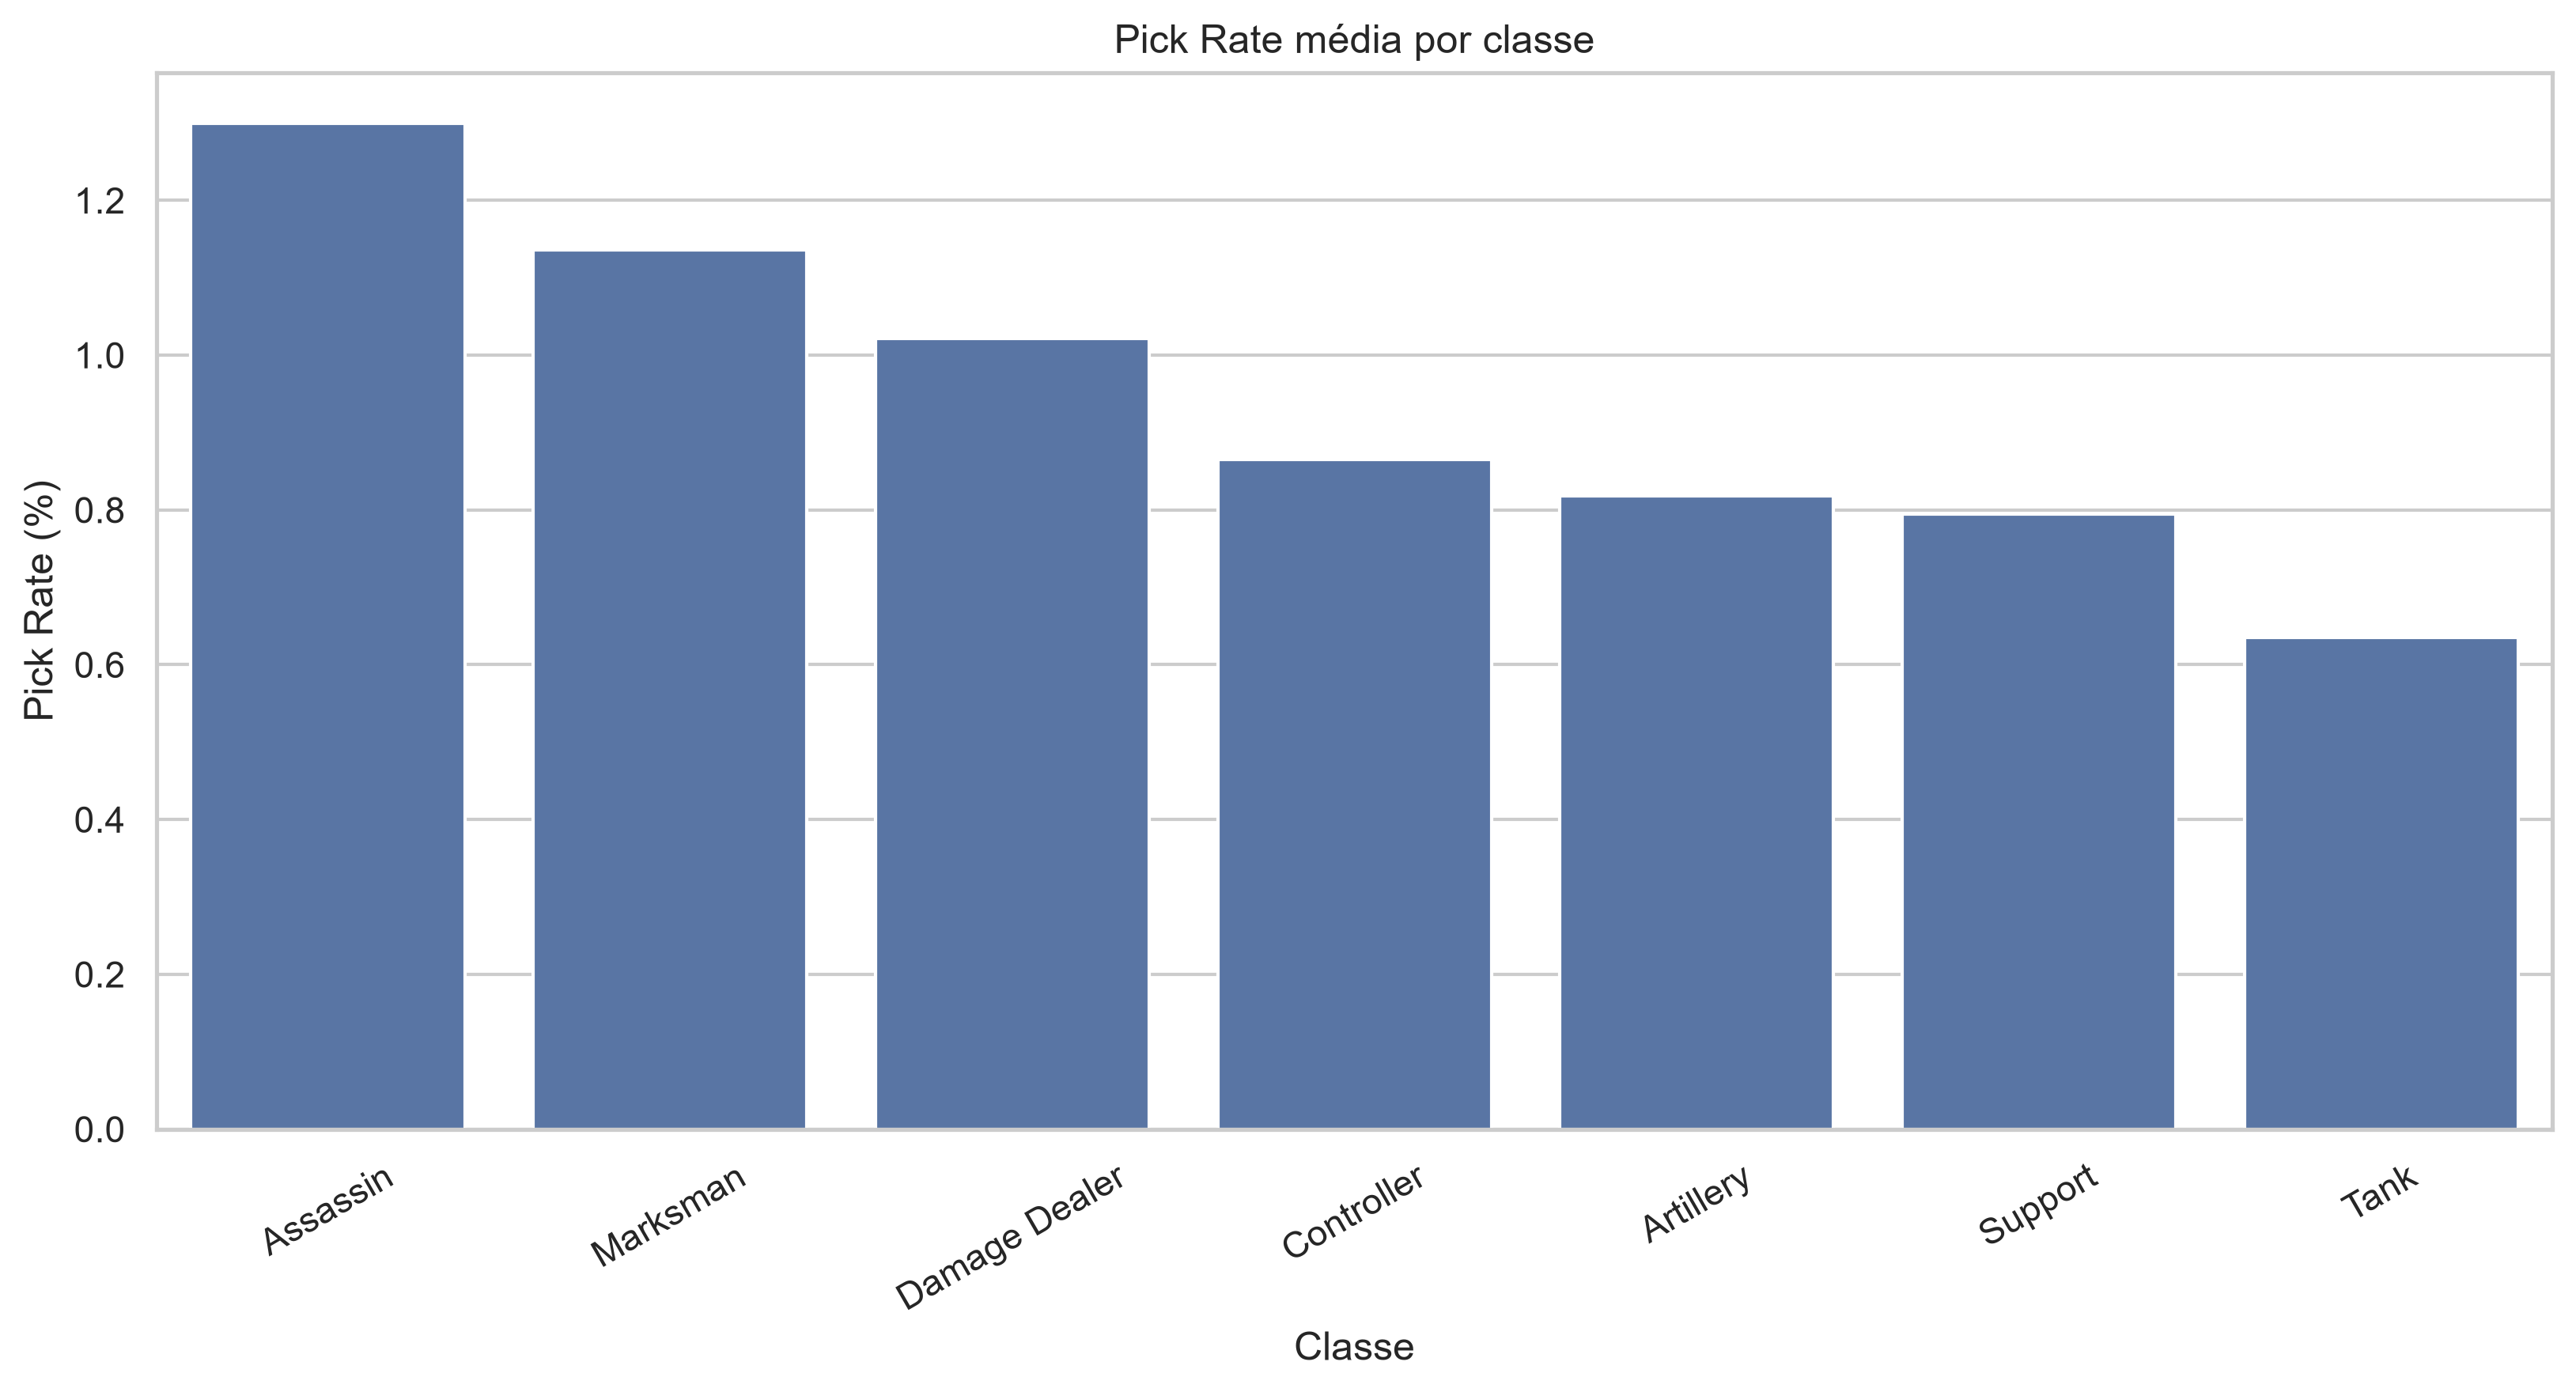 Pick Rate média por classe
Pick Rate (%)
1.2
1.0
0.8
0.6
0.4
0.2
0.0
Assassin
Marksman
Damage Dealer
Controller
Artillery
Support
Tank
Classe